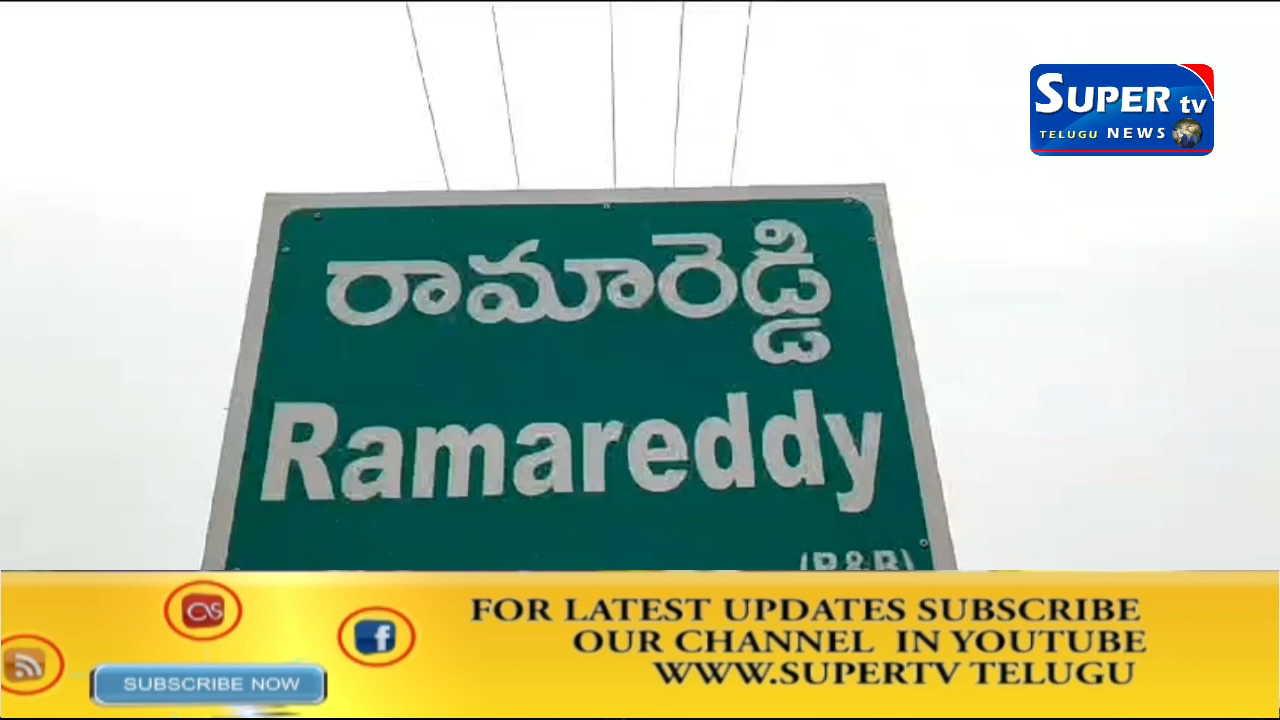 SUPER tv
TELUGU NEWS
రామారెడ్డి
Ramareddy
(R&B)
FOR LATEST UPDATES SUBSCRIBE
OUR CHANNEL IN YOUTUBE
WWW.SUPERTV TELUGU
SUBSCRIBE NOW